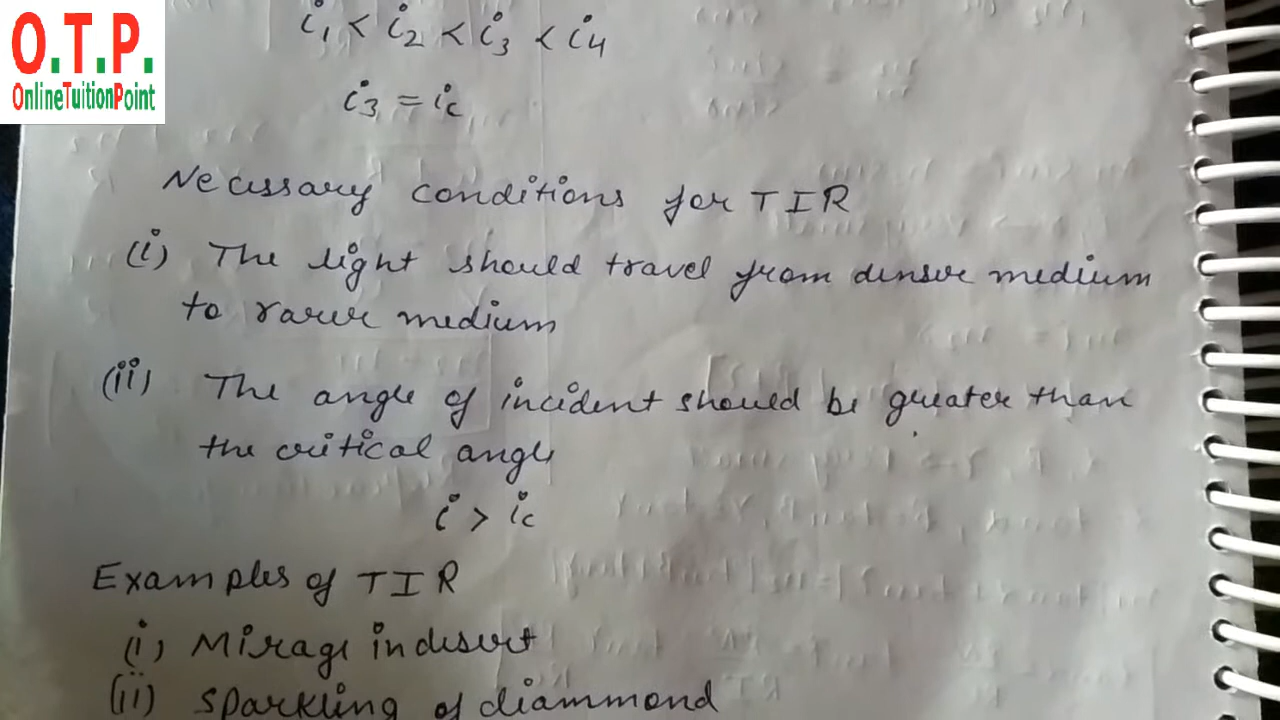 O.T.P.
OnlineTuitionPoint
i₁ < i₂ < i₃ < i₄
i₃ = ic
Necessary conditions for TIR
(i) The light should travel from denser medium
to rarer medium
(ii) The angle of incident should be greater than
the critical angle
i > ic
Examples of TIR
(i) Mirage in desert
(ii) sparkling of diammond